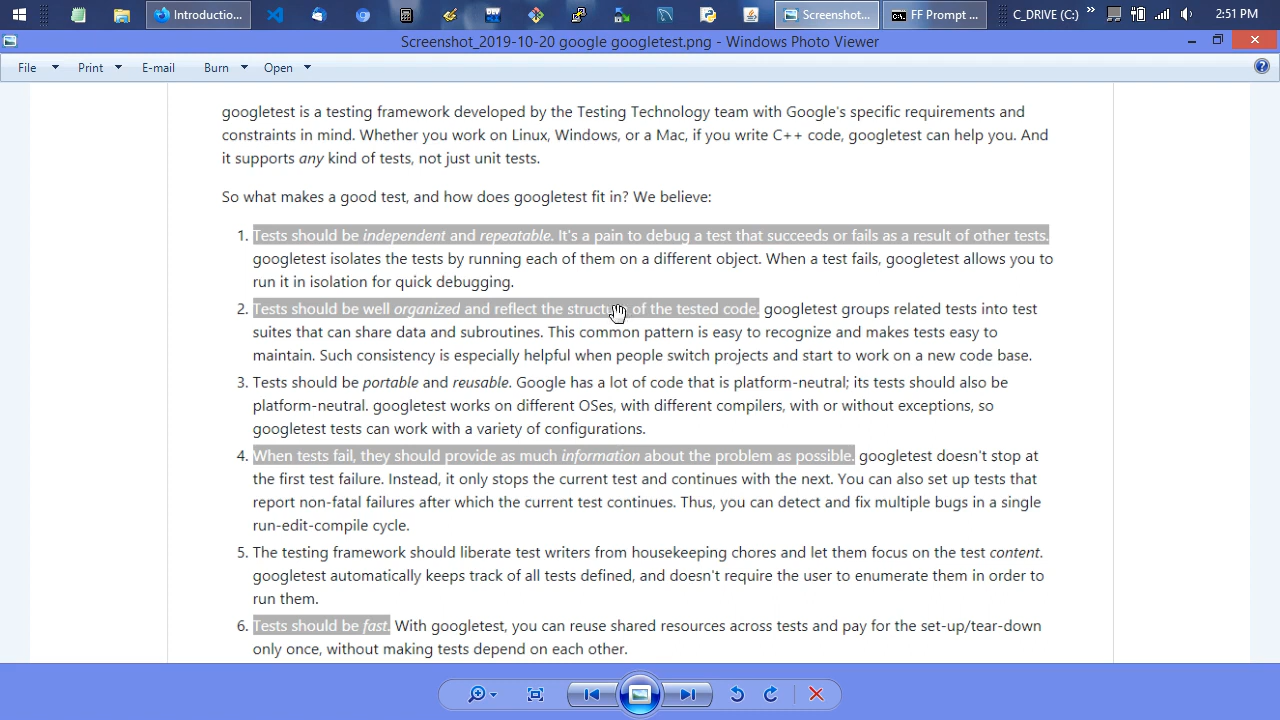 Introductio...
Screenshot...
FF Prompt ...
C_DRIVE (C:)
2:51 PM
Screenshot_2019-10-20 google googletest.png - Windows Photo Viewer
File Print E-mail Burn Open
googletest is a testing framework developed by the Testing Technology team with Google's specific requirements and
constraints in mind. Whether you work on Linux, Windows, or a Mac, if you write C++ code, googletest can help you. And
it supports any kind of tests, not just unit tests.
So what makes a good test, and how does googletest fit in? We believe:
1. Tests should be independent and repeatable. It's a pain to debug a test that succeeds or fails as a result of other tests.
googletest isolates the tests by running each of them on a different object. When a test fails, googletest allows you to
run it in isolation for quick debugging.
2. Tests should be well organized and reflect the structure of the tested code. googletest groups related tests into test
suites that can share data and subroutines. This common pattern is easy to recognize and makes tests easy to
maintain. Such consistency is especially helpful when people switch projects and start to work on a new code base.
3. Tests should be portable and reusable. Google has a lot of code that is platform-neutral; its tests should also be
platform-neutral. googletest works on different OSes, with different compilers, with or without exceptions, so
googletest tests can work with a variety of configurations.
4. When tests fail, they should provide as much information about the problem as possible. googletest doesn't stop at
the first test failure. Instead, it only stops the current test and continues with the next. You can also set up tests that
report non-fatal failures after which the current test continues. Thus, you can detect and fix multiple bugs in a single
run-edit-compile cycle.
5. The testing framework should liberate test writers from housekeeping chores and let them focus on the test content.
googletest automatically keeps track of all tests defined, and doesn't require the user to enumerate them in order to
run them.
6. Tests should be fast. With googletest, you can reuse shared resources across tests and pay for the set-up/tear-down
only once, without making tests depend on each other.